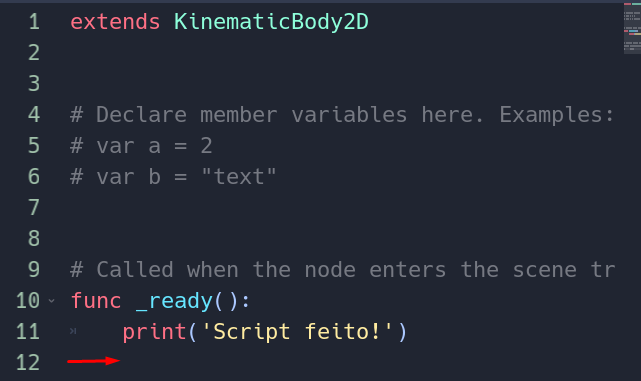 1 extends KinematicBody2D
2
3
4 # Declare member variables here. Examples:
5 # var a = 2
6 # var b = "text"
7
8
9 # Called when the node enters the scene tr
10 func _ready():
11 print('Script feito!')
12